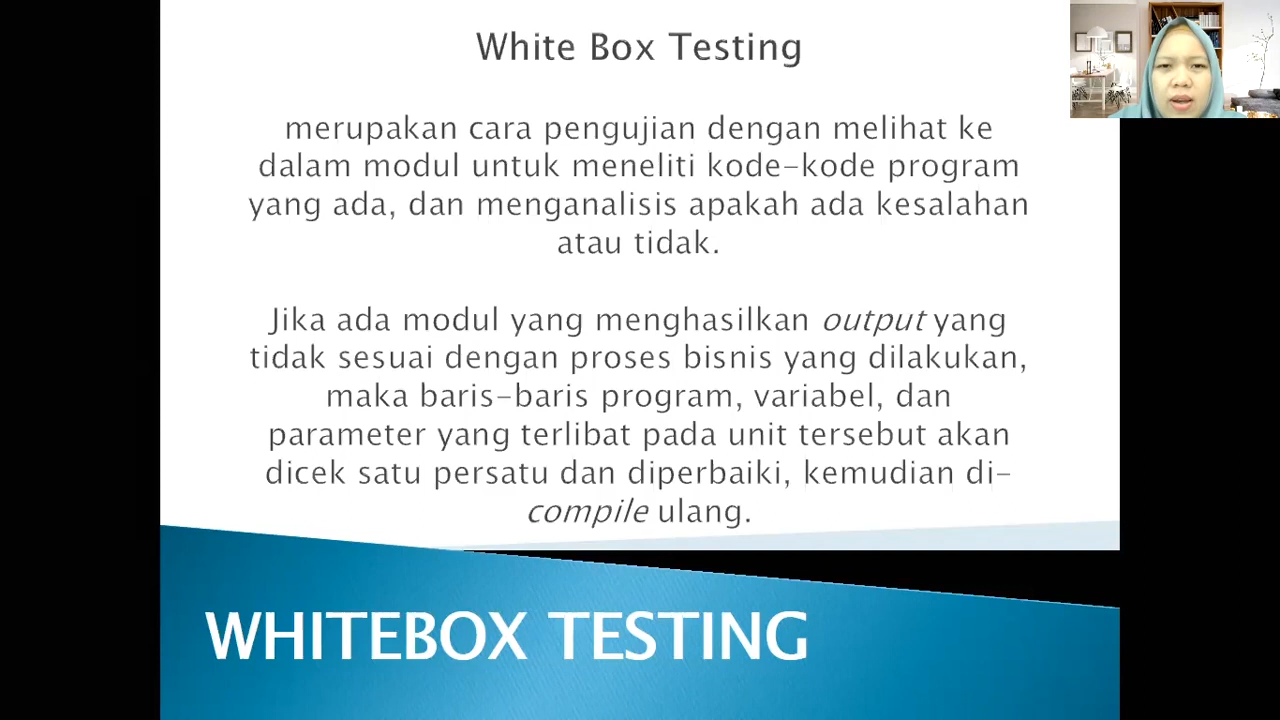 White Box Testing
merupakan cara pengujian dengan melihat ke
dalam modul untuk meneliti kode-kode program
yang ada, dan menganalisis apakah ada kesalahan
atau tidak.
Jika ada modul yang menghasilkan output yang
tidak sesuai dengan proses bisnis yang dilakukan,
maka baris-baris program, variabel, dan
parameter yang terlibat pada unit tersebut akan
dicek satu persatu dan diperbaiki, kemudian di-
compile ulang.
WHITEBOX TESTING